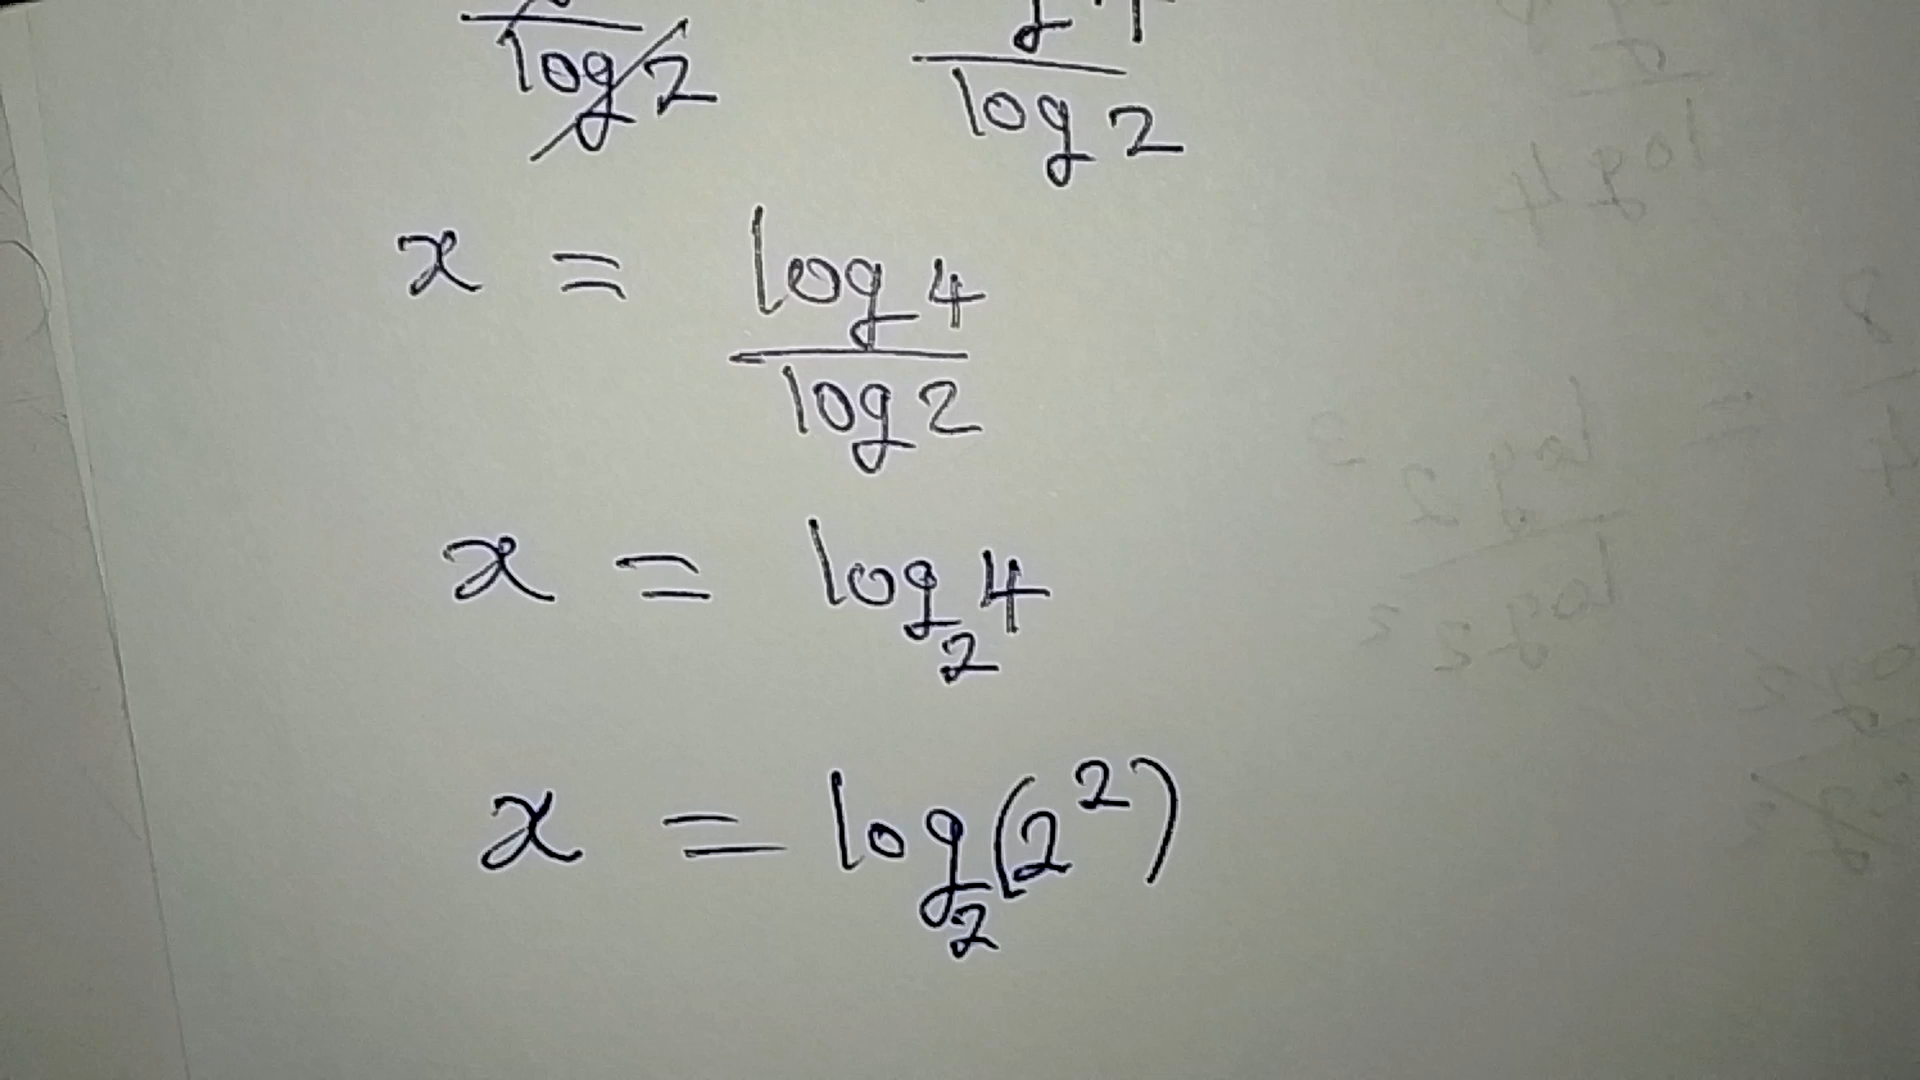 log 2 log 2
x = log 4 / log 2
x = log₂ 4
x = log₂(2²)